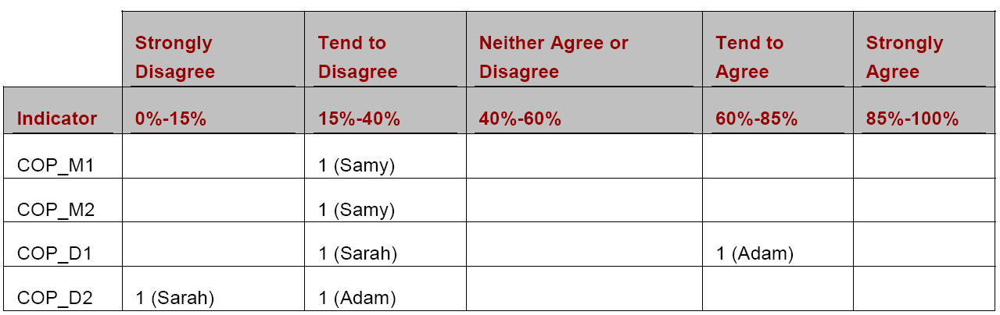 Strongly Disagree Tend to Disagree Neither Agree or Disagree Tend to Agree Strongly Agree
Indicator 0%-15% 15%-40% 40%-60% 60%-85% 85%-100%
COP_M1 1 (Samy)
COP_M2 1 (Samy)
COP_D1 1 (Sarah) 1 (Adam)
COP_D2 1 (Sarah) 1 (Adam)